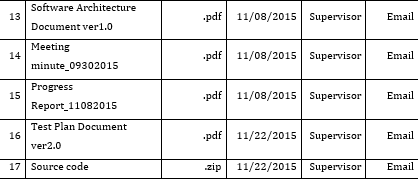 13 Software Architecture Document ver1.0 .pdf 11/08/2015 Supervisor Email
14 Meeting minute_09302015 .pdf 11/08/2015 Supervisor Email
15 Progress Report_11082015 .pdf 11/08/2015 Supervisor Email
16 Test Plan Document ver2.0 .pdf 11/22/2015 Supervisor Email
17 Source code .zip 11/22/2015 Supervisor Email